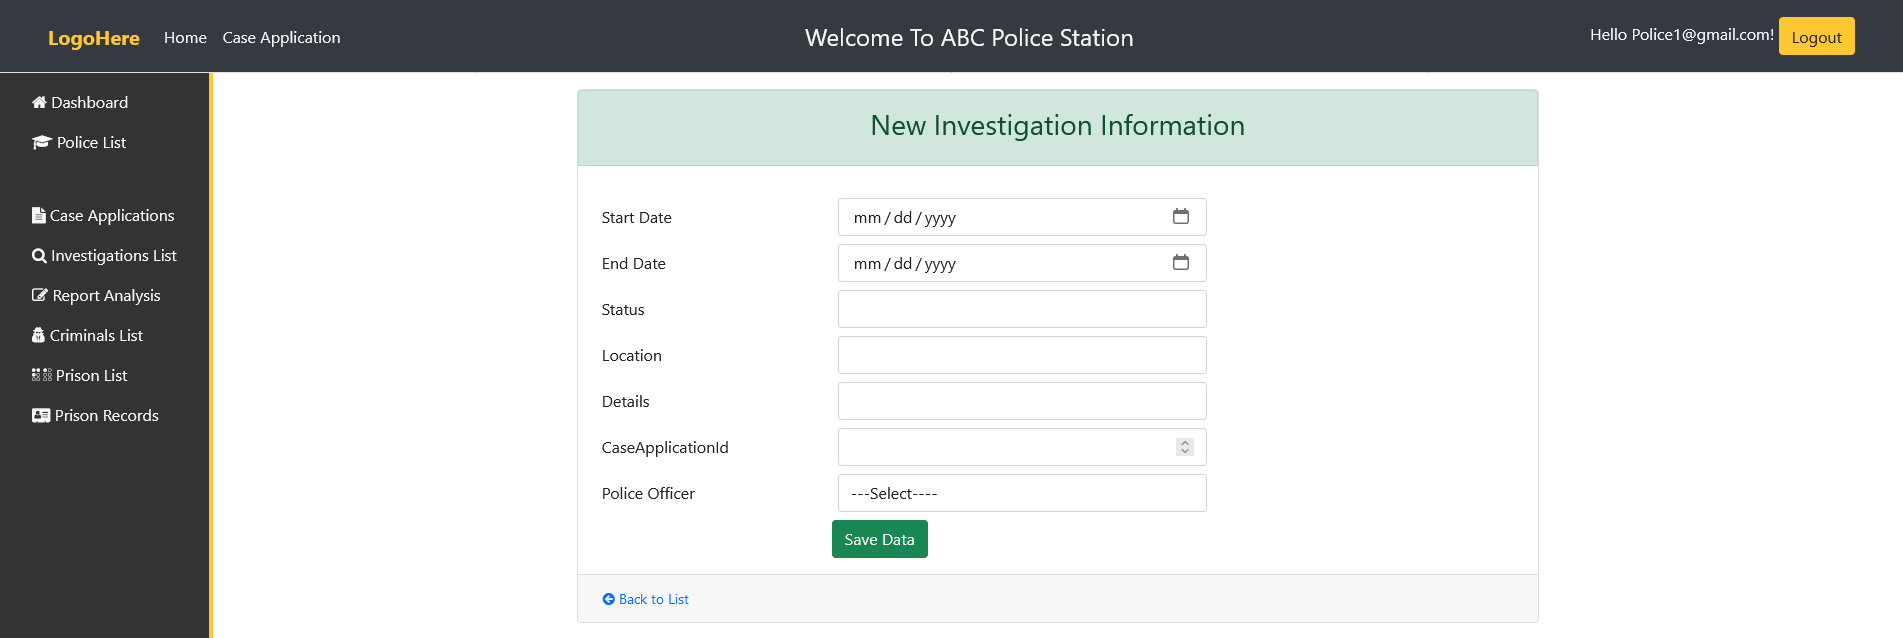 LogoHere Home Case Application Welcome To ABC Police Station Hello Police1@gmail.com! Logout
Dashboard
Police List
Case Applications
Investigations List
Report Analysis
Criminals List
Prison List
Prison Records
New Investigation Information
Start Date mm/dd/yyyy
End Date mm/dd/yyyy
Status
Location
Details
CaseApplicationId
Police Officer ---Select----
Save Data
Back to List